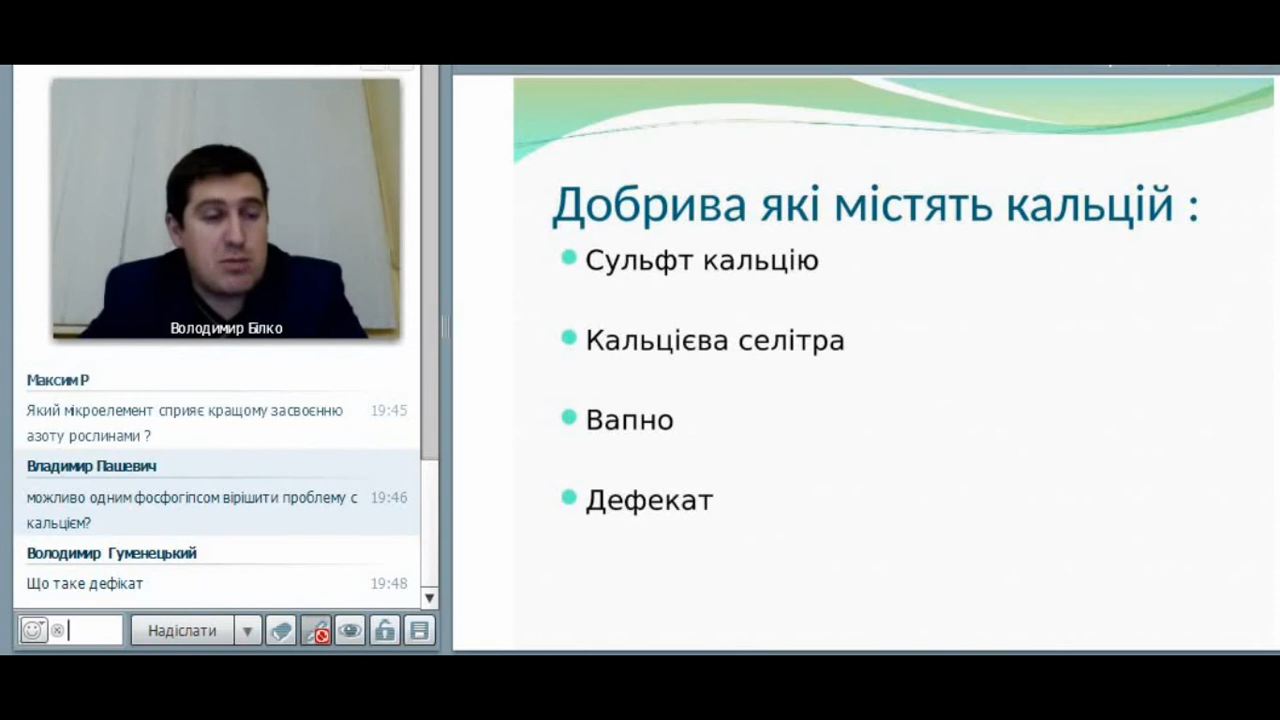 Володимир Білко
Максим Р
Який мікроелемент сприяє кращому засвоєнню 19:45
азоту рослинами ?
Владимир Пашевич
можливо одним фосфогіпсом вірішити проблему с 19:46
кальцієм?
Володимир Гуменецький
Що таке дефікат 19:48
Надіслати
Добрива які містять кальцій :
Сульфт кальцію
Кальцієва селітра
Вапно
Дефекат